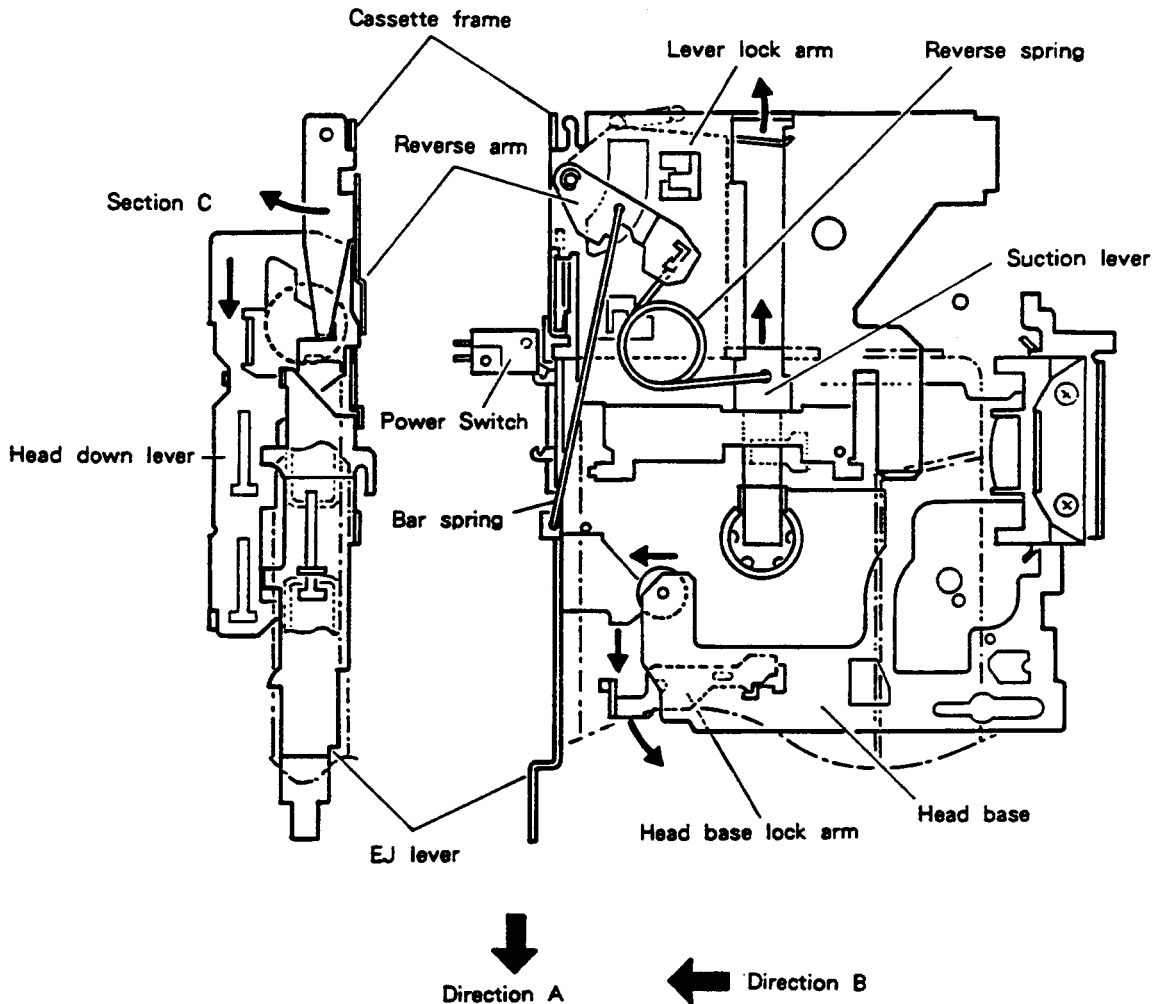 Cassette frame
Lever lock arm
Reverse spring
Reverse arm
Section C
Suction lever
Power Switch
Head down lever
Bar spring
Head base
Head base lock arm
EJ lever
Direction A
Direction B